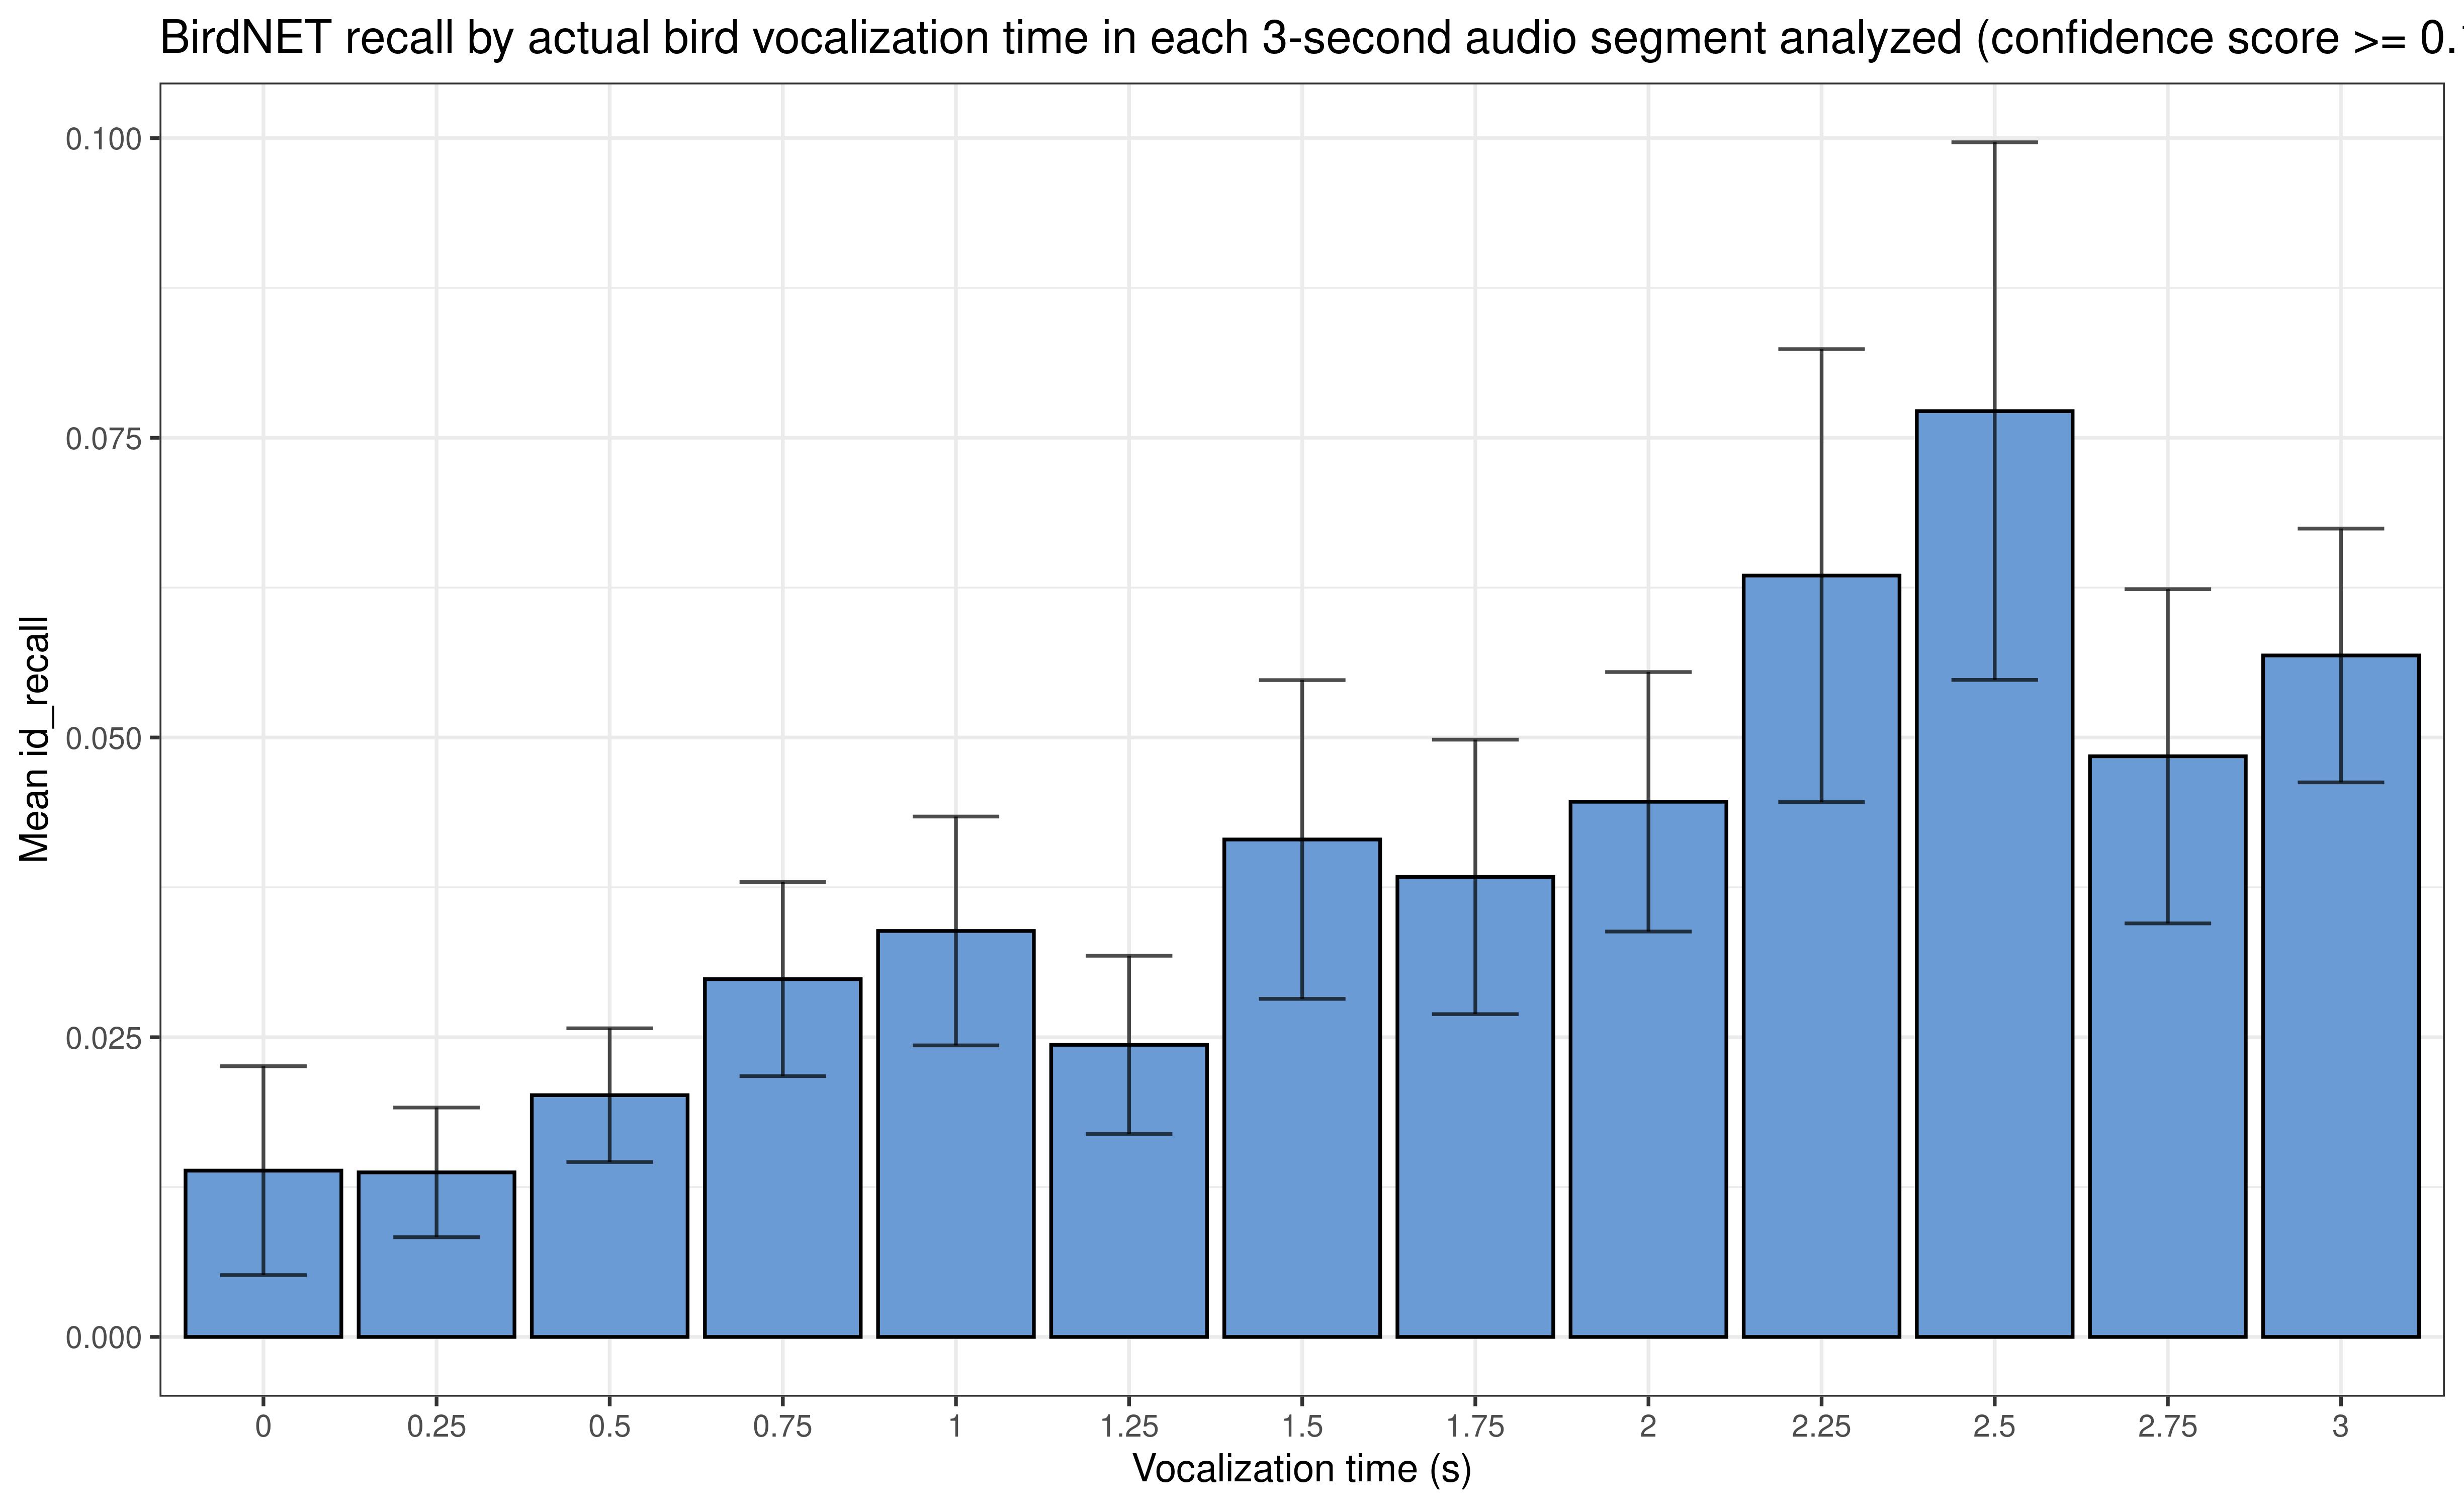 BirdNET recall by actual bird vocalization time in each 3-second audio segment analyzed (confidence score >= 0.
0.100
0.075
0.050
0.025
0.000
Mean id_recall
0 0.25 0.5 0.75 1 1.25 1.5 1.75 2 2.25 2.5 2.75 3
Vocalization time (s)